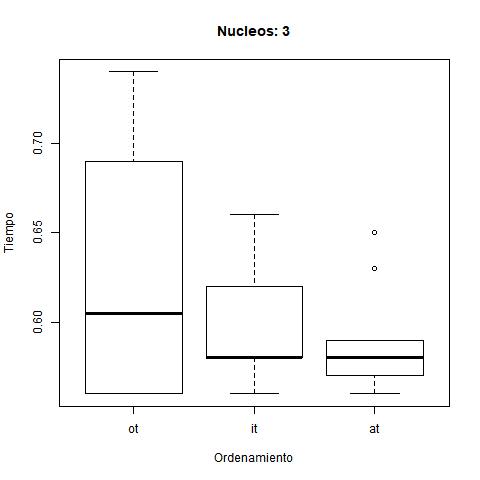 Nucleos: 3
Tiempo
0.70
0.65
0.60
ot it at
Ordenamiento